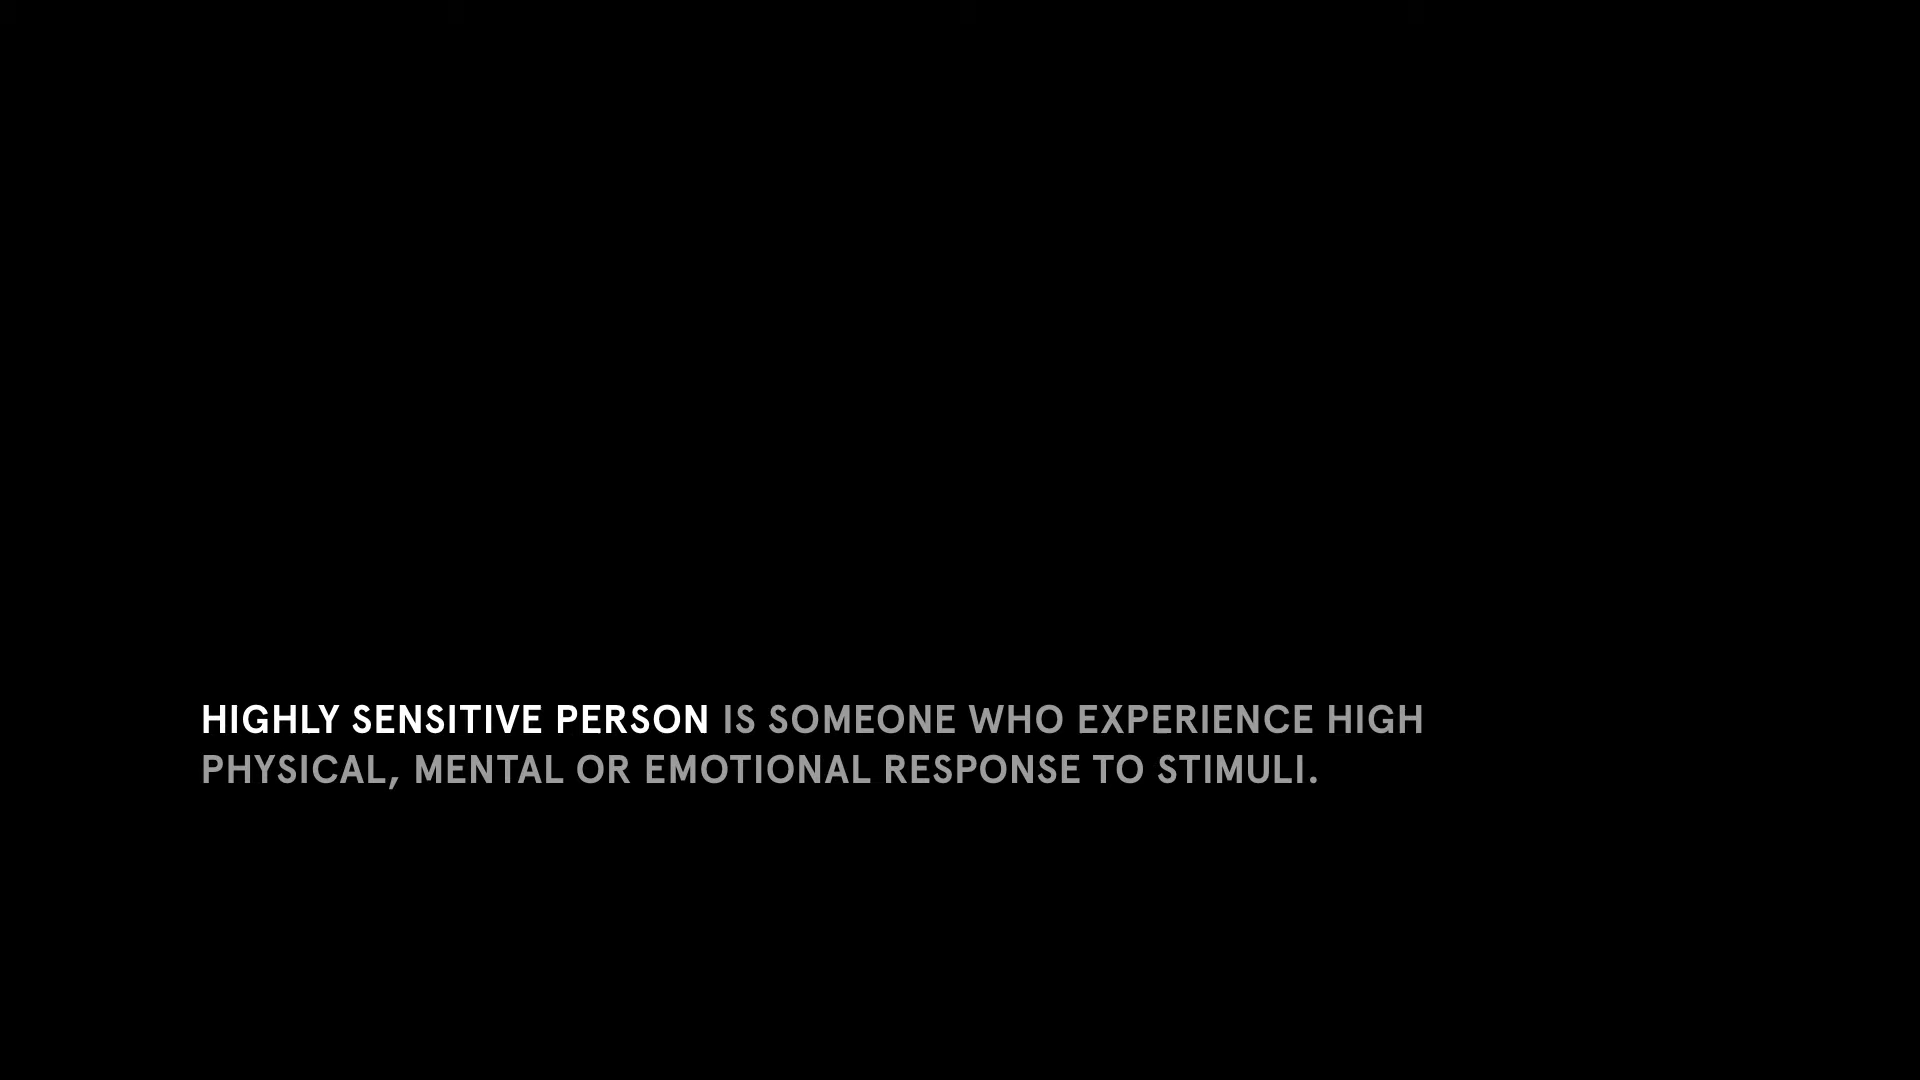 HIGHLY SENSITIVE PERSON IS SOMEONE WHO EXPERIENCE HIGH
PHYSICAL, MENTAL OR EMOTIONAL RESPONSE TO STIMULI.